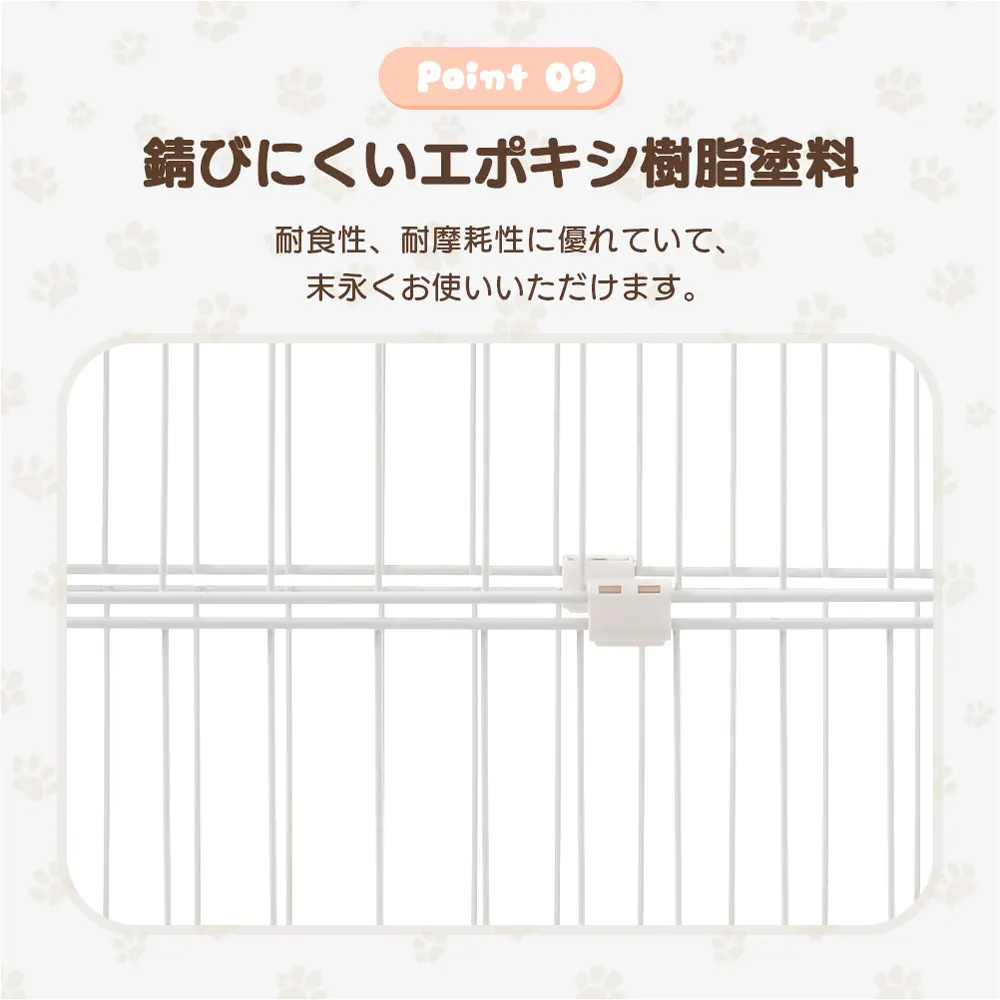 Point 09
錆びにくいエポキシ樹脂塗料
耐食性、耐摩耗性に優れていて、
末永くお使いいただけます。